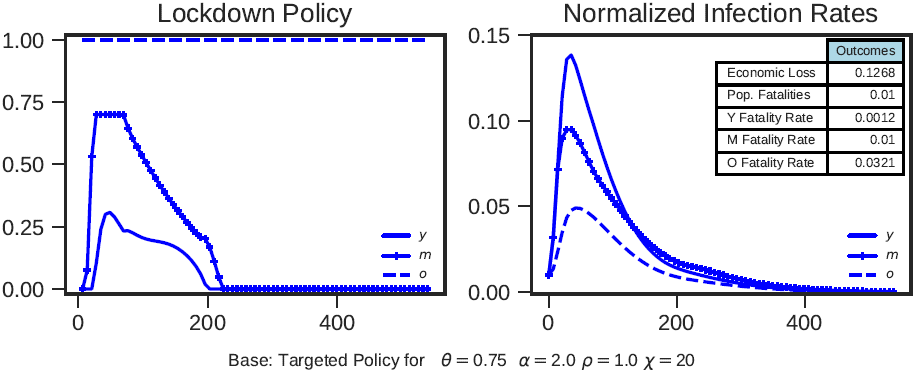 Lockdown Policy
1.00
0.75
0.50
0.25
0.00
0 200 400
y
m
o
Normalized Infection Rates
0.15
0.10
0.05
0.00
0 200 400
Outcomes
Economic Loss 0.1268
Pop. Fatalities 0.01
Y Fatality Rate 0.0012
M Fatality Rate 0.01
O Fatality Rate 0.0321
y
m
o
Base: Targeted Policy for θ = 0.75 α = 2.0 ρ = 1.0 χ = 20